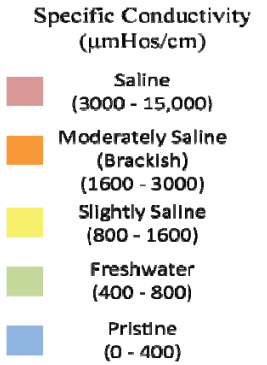 Specific Conductivity
(µmHos/cm)
Saline
(3000 - 15,000)
Moderately Saline
(Brackish)
(1600 - 3000)
Slightly Saline
(800 - 1600)
Freshwater
(400 - 800)
Pristine
(0 - 400)